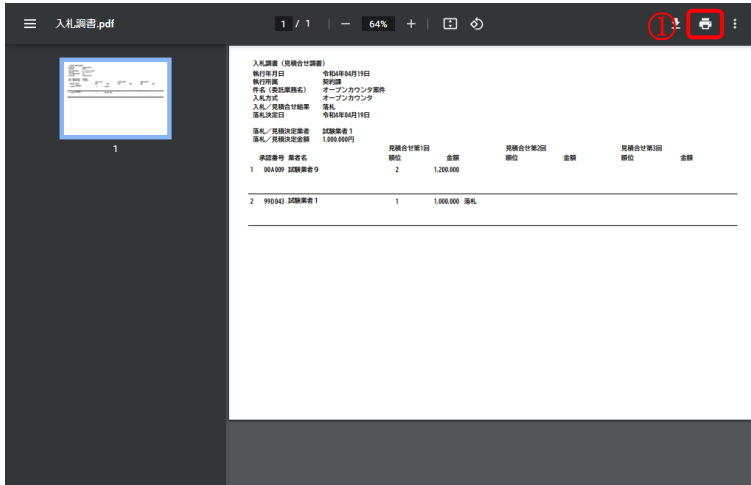 入札調書.pdf
1 / 1
64%
①
1
入札調書（見積合せ調書）
執行年月日 令和4年04月19日
執行所属 契約課
件名（委託業務名） オープンカウンタ案件
入札方式 オープンカウンタ
入札／見積合せ結果 落札
落札決定日 令和4年04月19日
落札／見積決定業者 試験業者１
落札／見積決定金額 1,000,000円
見積合せ第1回 見積合せ第2回 見積合せ第3回
承認番号 業者名 順位 金額 順位 金額 順位 金額
1 00A009 試験業者９ 2 1,200,000
2 990043 試験業者１ 1 1,000,000 落札